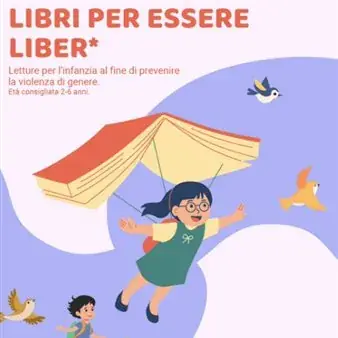 LIBRI PER ESSERE
LIBER*
Letture per l'infanzia al fine di prevenire
la violenza di genere.
Età consigliata 2-6 anni.